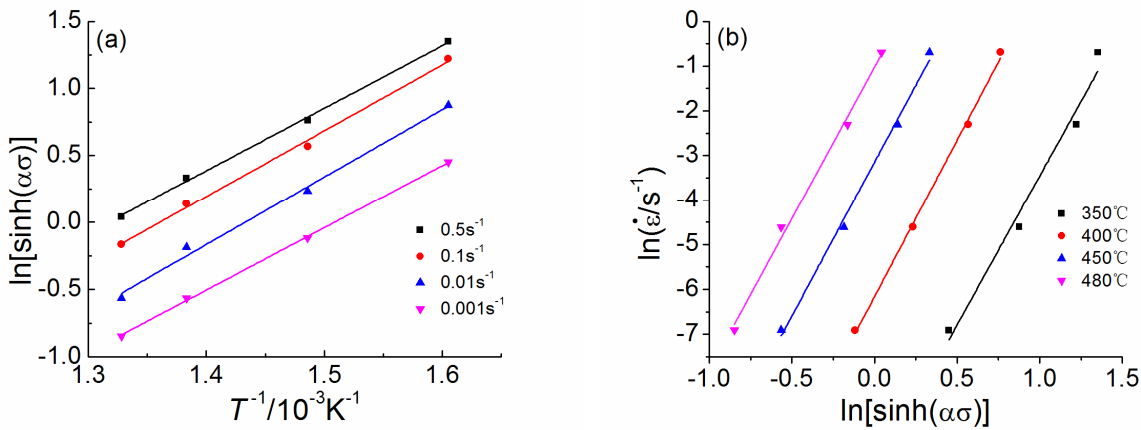 (a)
1.5
1.0
0.5
0.0
-0.5
-1.0
ln[sinh(ασ)]
0.5s⁻¹
0.1s⁻¹
0.01s⁻¹
0.001s⁻¹
1.3 1.4 1.5 1.6
T⁻¹/10⁻³K⁻¹
(b)
0
-1
-2
-3
-4
-5
-6
-7
ln(ε̇/s⁻¹)
350℃
400℃
450℃
480℃
-1.0 -0.5 0.0 0.5 1.0 1.5
ln[sinh(ασ)]